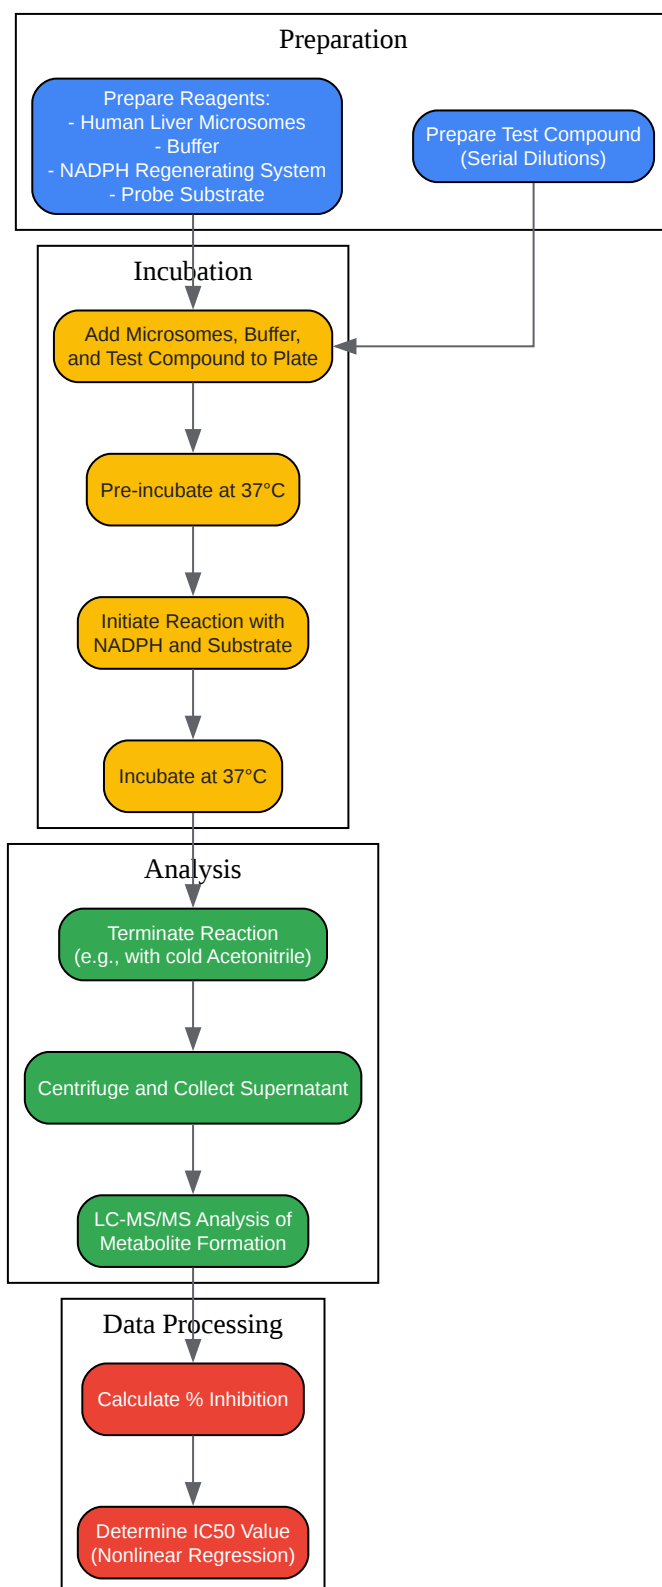 Preparation
Prepare Reagents:
- Human Liver Microsomes
- Buffer
- NADPH Regenerating System
- Probe Substrate
Prepare Test Compound
(Serial Dilutions)
Incubation
Add Microsomes, Buffer,
and Test Compound to Plate
Pre-incubate at 37°C
Initiate Reaction with
NADPH and Substrate
Incubate at 37°C
Analysis
Terminate Reaction
(e.g., with cold Acetonitrile)
Centrifuge and Collect Supernatant
LC-MS/MS Analysis of
Metabolite Formation
Data Processing
Calculate % Inhibition
Determine IC50 Value
(Nonlinear Regression)